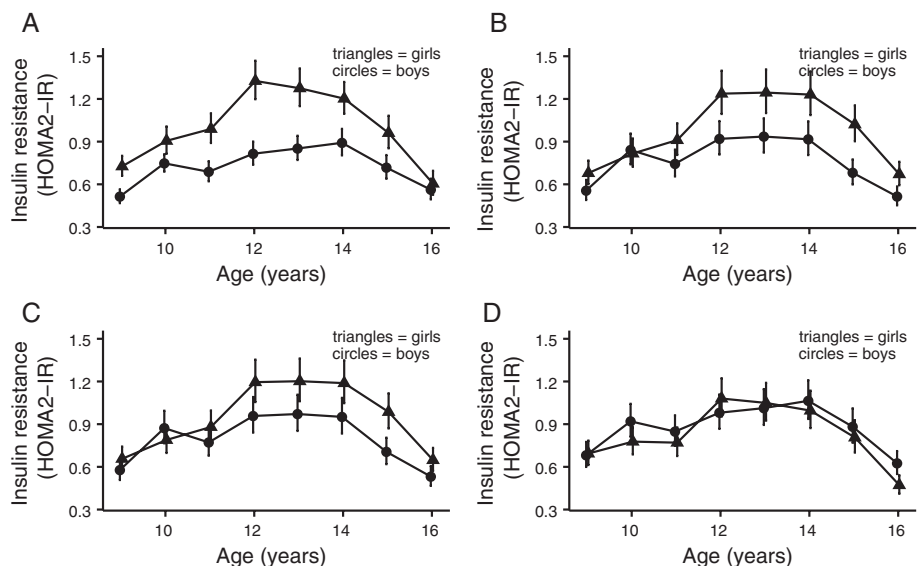 A
triangles = girls
circles = boys
Insulin resistance
(HOMA2−IR)
1.5
1.2
0.9
0.6
0.3
10
12
14
16
Age (years)
B
triangles = girls
circles = boys
Insulin resistance
(HOMA2−IR)
1.5
1.2
0.9
0.6
0.3
10
12
14
16
Age (years)
C
triangles = girls
circles = boys
Insulin resistance
(HOMA2−IR)
1.5
1.2
0.9
0.6
0.3
10
12
14
16
Age (years)
D
triangles = girls
circles = boys
Insulin resistance
(HOMA2−IR)
1.5
1.2
0.9
0.6
0.3
10
12
14
16
Age (years)